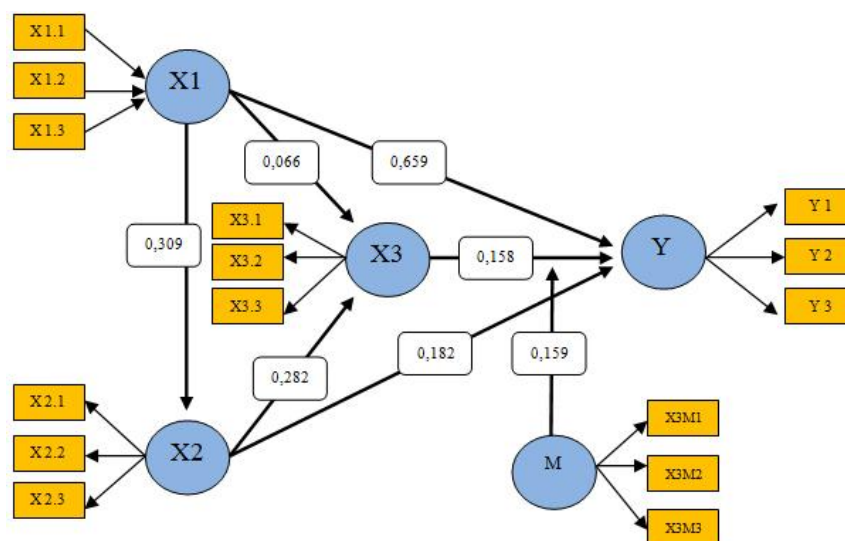 X1.1
X1.2
X1.3
X1
0,066
0,659
0,309
X3.1
X3.2
X3.3
X3
0,158
Y
Y 1
Y 2
Y 3
0,282
0,182
0,159
X2.1
X2.2
X2.3
X2
M
X3M1
X3M2
X3M3